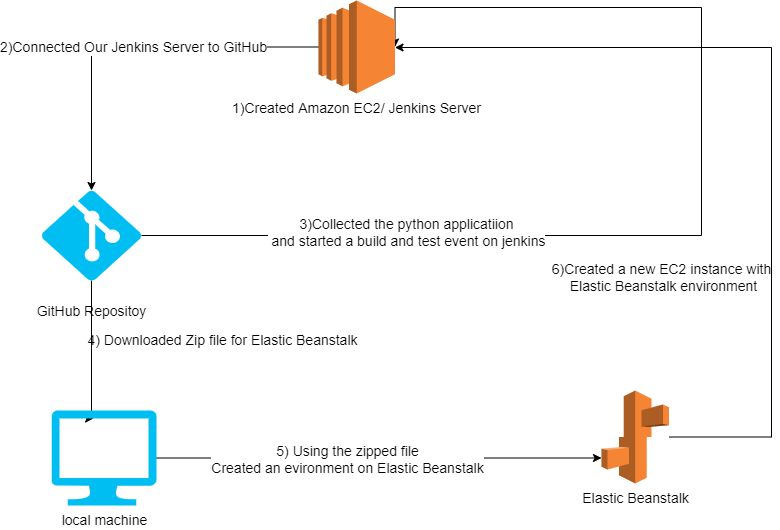 2)Connected Our Jenkins Server to GitHub
1)Created Amazon EC2/ Jenkins Server
3)Collected the python applicatiion
and started a build and test event on jenkins
6)Created a new EC2 instance with
Elastic Beanstalk environment
GitHub Repositoy
4) Downloaded Zip file for Elastic Beanstalk
5) Using the zipped file
Created an evironment on Elastic Beanstalk
Elastic Beanstalk
local machine